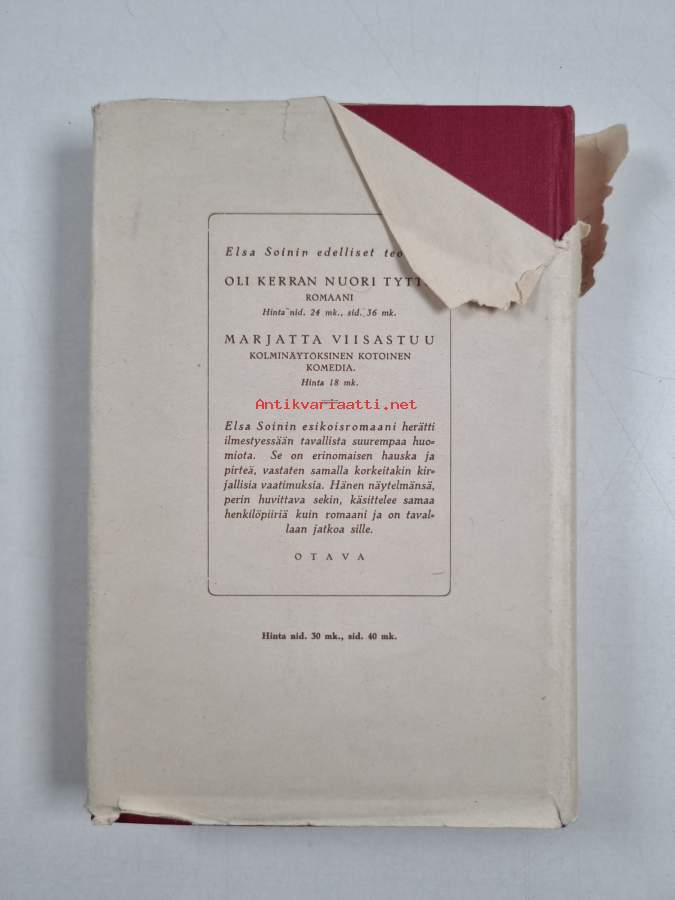 Elsa Soinin edelliset
OLI KERRAN NUORI
ROMAANI
Hinta nid. 24 mk., sid. 36 mk.
MARJATTA VIISASTUU
KOLMINÄYTÖKSINEN KOTOINEN
KOMEDIA.
Hinta 18 mk.
Antikvariaatti.net
Elsa Soinin esikoisromaani herätti
ilmestyessään tavallista suurempaa huo-
miota. Se on erinomaisen hauska ja
pirteä, vastaten samalla korkeitakin kir-
jallisia vaatimuksia. Hänen näytelmänsä,
perin huvittava sekin, käsittelee samaa
henkilöpiiriä kuin romaani ja on taval-
laan jatkoa sille.
OTAVA
Hinta nid. 30 mk., sid. 40 mk.